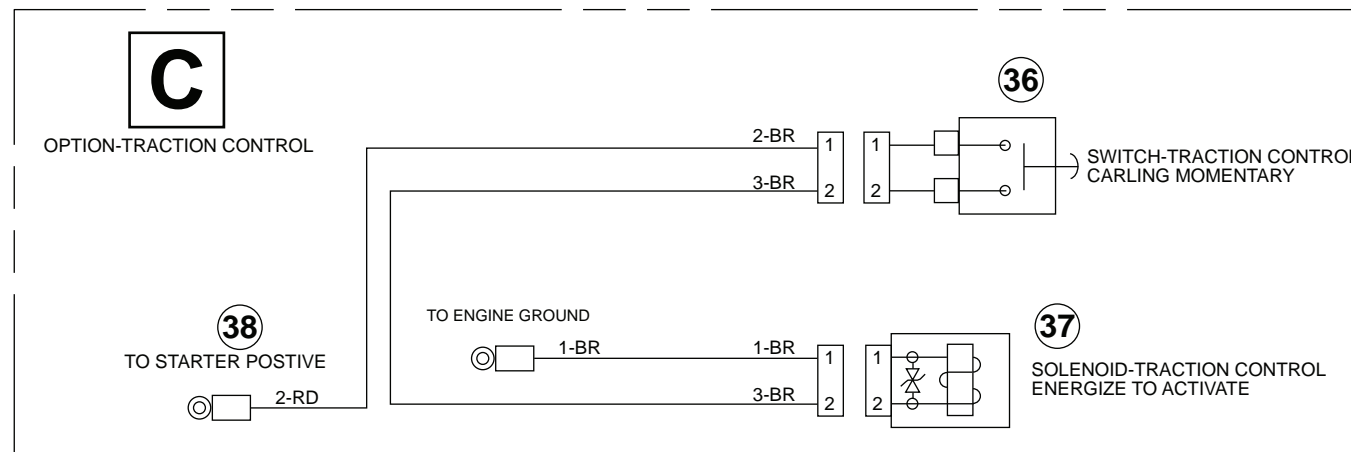 C
OPTION-TRACTION CONTROL
36
2-BR
1
1
3-BR
2
2
SWITCH-TRACTION CONTROL
CARLING MOMENTARY
38
TO STARTER POSTIVE
2-RD
TO ENGINE GROUND
1-BR
1-BR
1
1
3-BR
2
2
37
SOLENOID-TRACTION CONTROL
ENERGIZE TO ACTIVATE